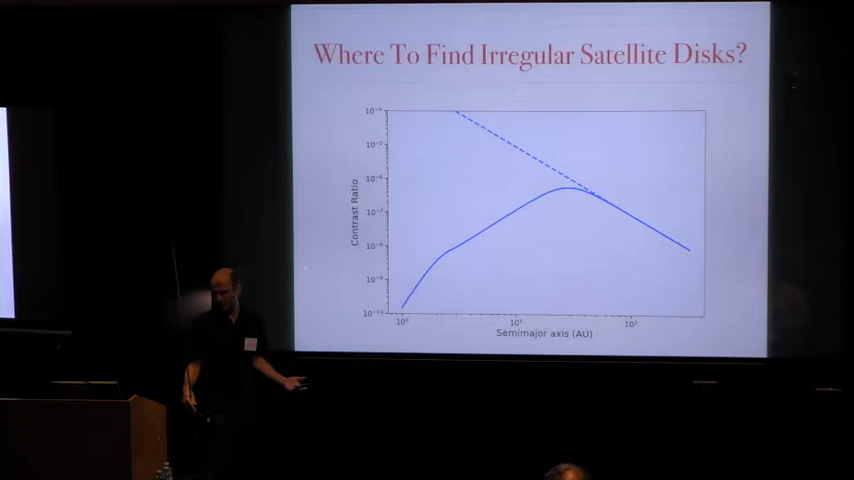 Where To Find Irregular Satellite Disks?
10⁻⁴
10⁻⁵
10⁻⁶
10⁻⁷
10⁻⁸
10⁻⁹
10⁻¹⁰
Contrast Ratio
10⁰ 10¹ 10²
Semimajor axis (AU)